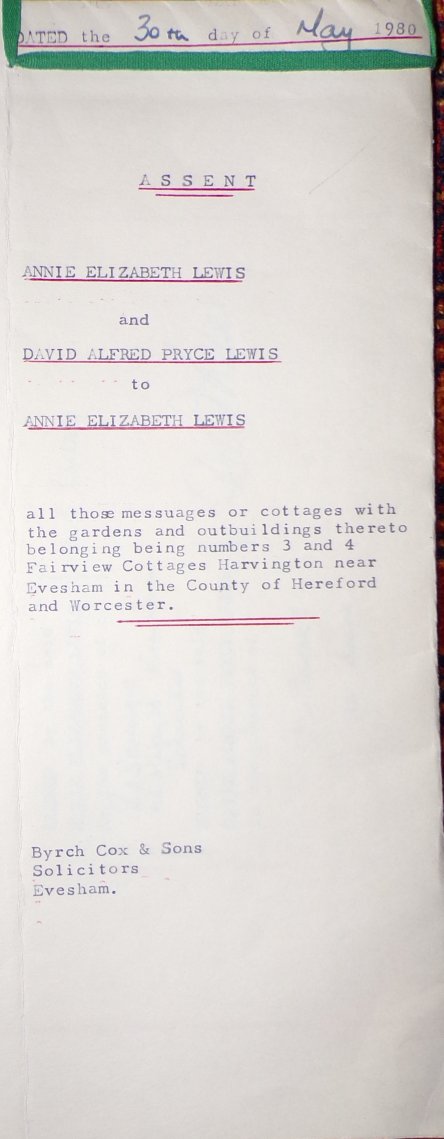 DATED the 30th day of May 1980
ASSENT
ANNIE ELIZABETH LEWIS
and
DAVID ALFRED PRYCE LEWIS
to
ANNIE ELIZABETH LEWIS
all those messuages or cottages with
the gardens and outbuildings thereto
belonging being numbers 3 and 4
Fairview Cottages Harvington near
Evesham in the County of Hereford
and Worcester.
Byrch Cox & Sons
Solicitors
Evesham.